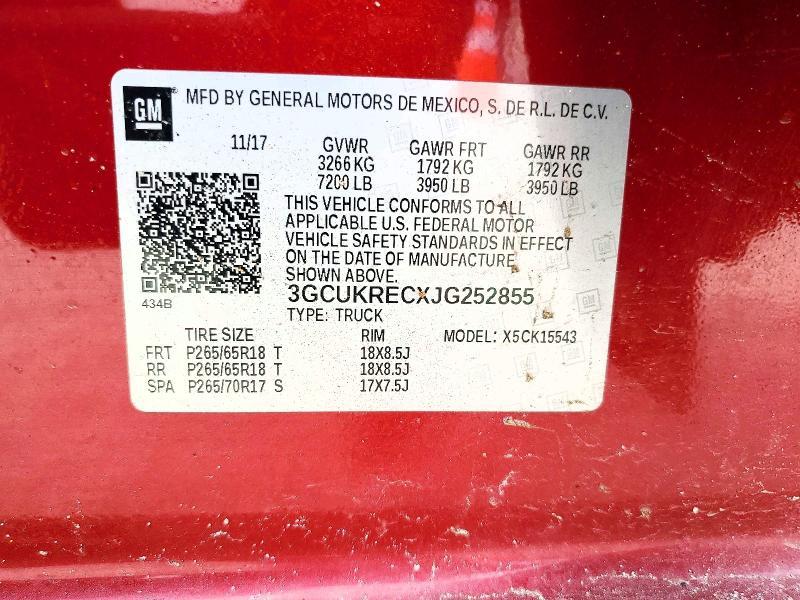 GM MFD BY GENERAL MOTORS DE MEXICO, S. DE R.L. DE C.V.
11/17 GVWR GAWR FRT GAWR RR
3266 KG 1792 KG 1792 KG
7200 LB 3950 LB 3950 LB
THIS VEHICLE CONFORMS TO ALL
APPLICABLE U.S. FEDERAL MOTOR
VEHICLE SAFETY STANDARDS IN EFFECT
ON THE DATE OF MANUFACTURE
SHOWN ABOVE.
434B
3GCUKRECXJG252855
TYPE: TRUCK
TIRE SIZE RIM MODEL: X5CK15543
FRT P265/65R18 T 18X8.5J
RR P265/65R18 T 18X8.5J
SPA P265/70R17 S 17X7.5J